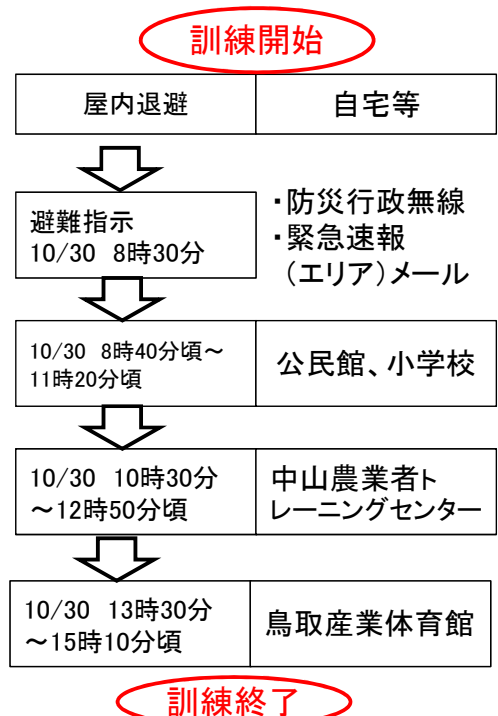 訓練開始
屋内退避
自宅等
避難指示
10/30 8時30分
・防災行政無線
・緊急速報
（エリア）メール
10/30 8時40分頃～
11時20分頃
公民館、小学校
10/30 10時30分
～12時50分頃
中山農業者ト
レーニングセンター
10/30 13時30分
～15時10分頃
鳥取産業体育館
訓練終了